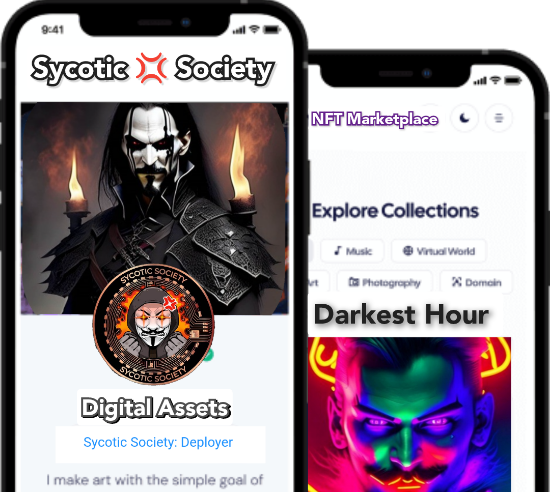 9:41
Sycotic 💢 Society
SYCOTIC SOCIETY
SYCOTIC SOCIETY
Digital Assets
Sycotic Society: Deployer
I make art with the simple goal of
NFT Marketplace
Explore Collections
Music
Virtual World
Art
Photography
Domain
Darkest Hour